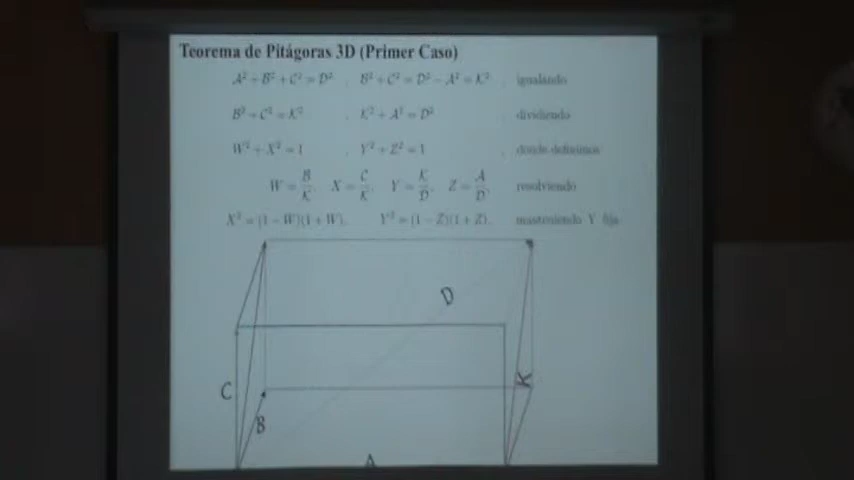 Teorema de Pitágoras 3D (Primer Caso)
A² + B² + C² = D² , B² + C² = D² − A² = K² , igualando
B² + C² = K² , K² + A² = D² , dividiendo
W² + X² = 1 , Y² + Z² = 1 , donde definimos
W = B/K, X = C/K, Y = K/D, Z = A/D, resolviendo
X² = (1 − W)(1 + W), Y² = (1 − Z)(1 + Z), manteniendo Y fija
D
C
K
B
A